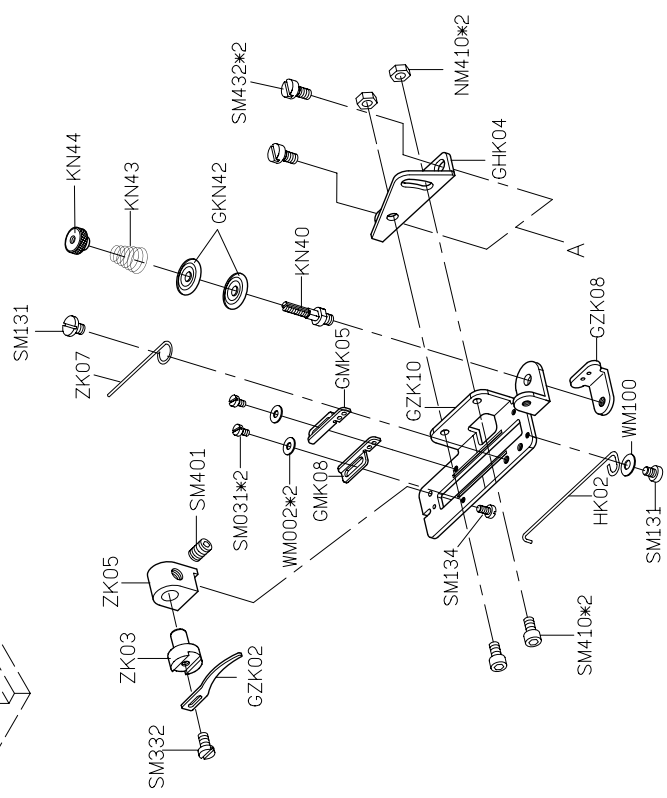 SM432*2
NM410*2
KN44
KN43
GKN42
GHK04
KN40
A
SM131
ZK07
GMK05
GZK10
GZK08
SM031*2
WM002*2
GMK08
WM100
SM401
HK02
SM131
ZK05
SM134
ZK03
SM410*2
GZK02
SM332